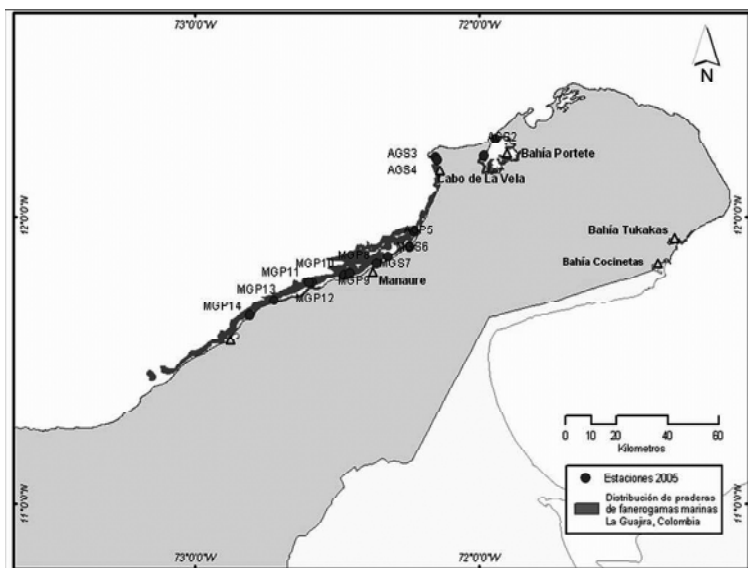 73°0'0"W
72°0'0"W
N
AGS2
AGS3
Bahía Portete
AGS4
Cabo de La Vela
12°0'0"N
12°0'0"N
Bahía Tukakas
MGS6
MGP10
MGP8
Bahía Cocinetas
MGP11
MGS7
MGP9
Manaure
MGP13
MGP12
MGP14
0 10 20 40 60
Kilometros
Estaciones 2005
Distribución de praderas
de fanerogamas marinas
La Guajira, Colombia
11°0'0"N
11°0'0"N
73°0'0"W
72°0'0"W